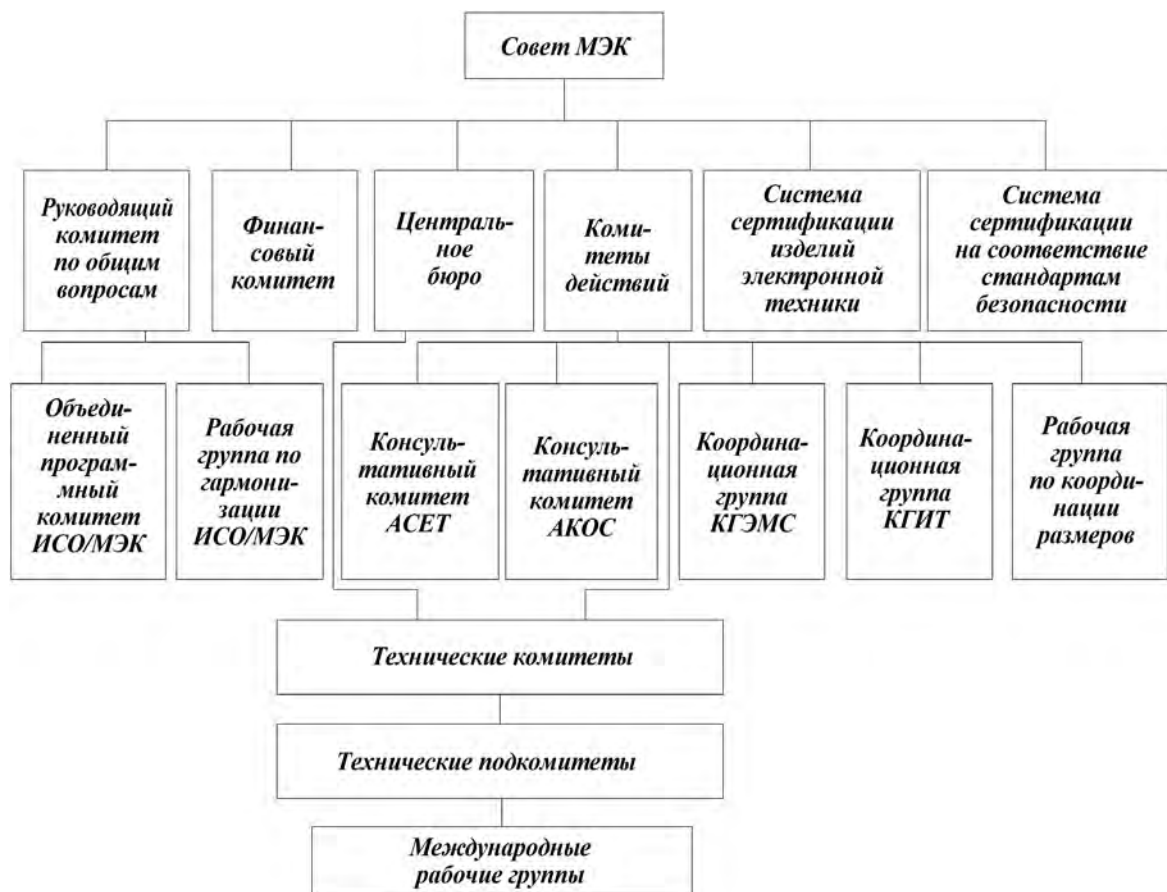 Совет МЭК
Руководящий
комитет
по общим
вопросам
Финан-
совый
комитет
Централь-
ное
бюро
Коми-
теты
действий
Система
сертификации
изделий
электронной
техники
Система
сертификации
на соответствие
стандартам
безопасности
Объеди-
ненный
програм-
мный
комитет
ИСО/МЭК
Рабочая
группа по
гармони-
зации
ИСО/МЭК
Консуль-
тативный
комитет
АСЕТ
Консуль-
тативный
комитет
АКОС
Координа-
ционная
группа
КГЭМС
Координа-
ционная
группа
КГИТ
Рабочая
группа
по коорди-
нации
размеров
Технические комитеты
Технические подкомитеты
Международные
рабочие группы